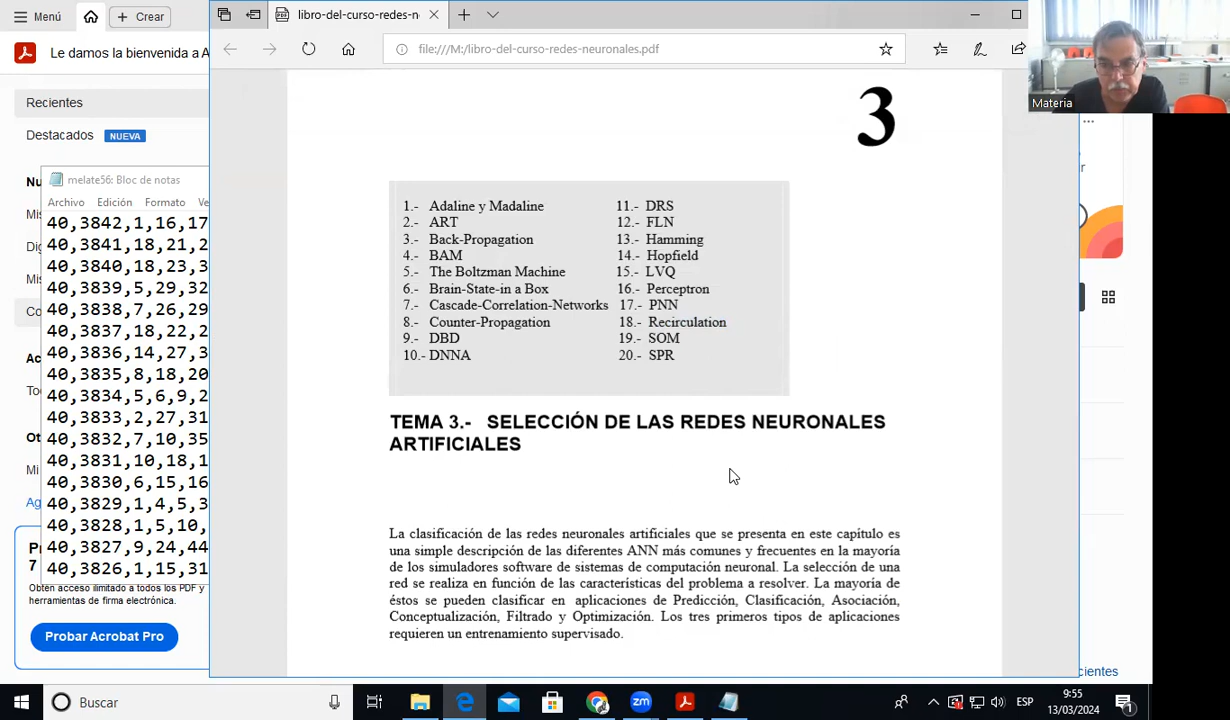 Menú
Crear
libro-del-curso-redes-n
file:///M:/libro-del-curso-redes-neuronales.pdf
Le damos la bienvenida a A
Recientes
Destacados NUEVA
Materia
melate56: Bloc de notas
Archivo Edición Formato Ve
40,3842,1,16,17
40,3841,18,21,2
40,3840,18,23,3
40,3839,5,29,32
40,3838,7,26,29
40,3837,18,22,2
40,3836,14,27,3
40,3835,8,18,20
40,3834,5,6,9,2
40,3833,2,27,31
40,3832,7,10,35
40,3831,10,18,1
40,3830,6,15,16
40,3829,1,4,5,3
40,3828,1,5,10,
40,3827,9,24,44
40,3826,1,15,31
Obtén acceso ilimitado a todos los PDF y
herramientas de firma electrónica.
Probar Acrobat Pro
3
1.- Adaline y Madaline
2.- ART
3.- Back-Propagation
4.- BAM
5.- The Boltzman Machine
6.- Brain-State-in a Box
7.- Cascade-Correlation-Networks
8.- Counter-Propagation
9.- DBD
10.- DNNA
11.- DRS
12.- FLN
13.- Hamming
14.- Hopfield
15.- LVQ
16.- Perceptron
17.- PNN
18.- Recirculation
19.- SOM
20.- SPR
TEMA 3.- SELECCIÓN DE LAS REDES NEURONALES
ARTIFICIALES
La clasificación de las redes neuronales artificiales que se presenta en este capítulo es
una simple descripción de las diferentes ANN más comunes y frecuentes en la mayoría
de los simuladores software de sistemas de computación neuronal. La selección de una
red se realiza en función de las características del problema a resolver. La mayoría de
éstos se pueden clasificar en aplicaciones de Predicción, Clasificación, Asociación,
Conceptualización, Filtrado y Optimización. Los tres primeros tipos de aplicaciones
requieren un entrenamiento supervisado.
cientes
Buscar
ESP
9:55
13/03/2024